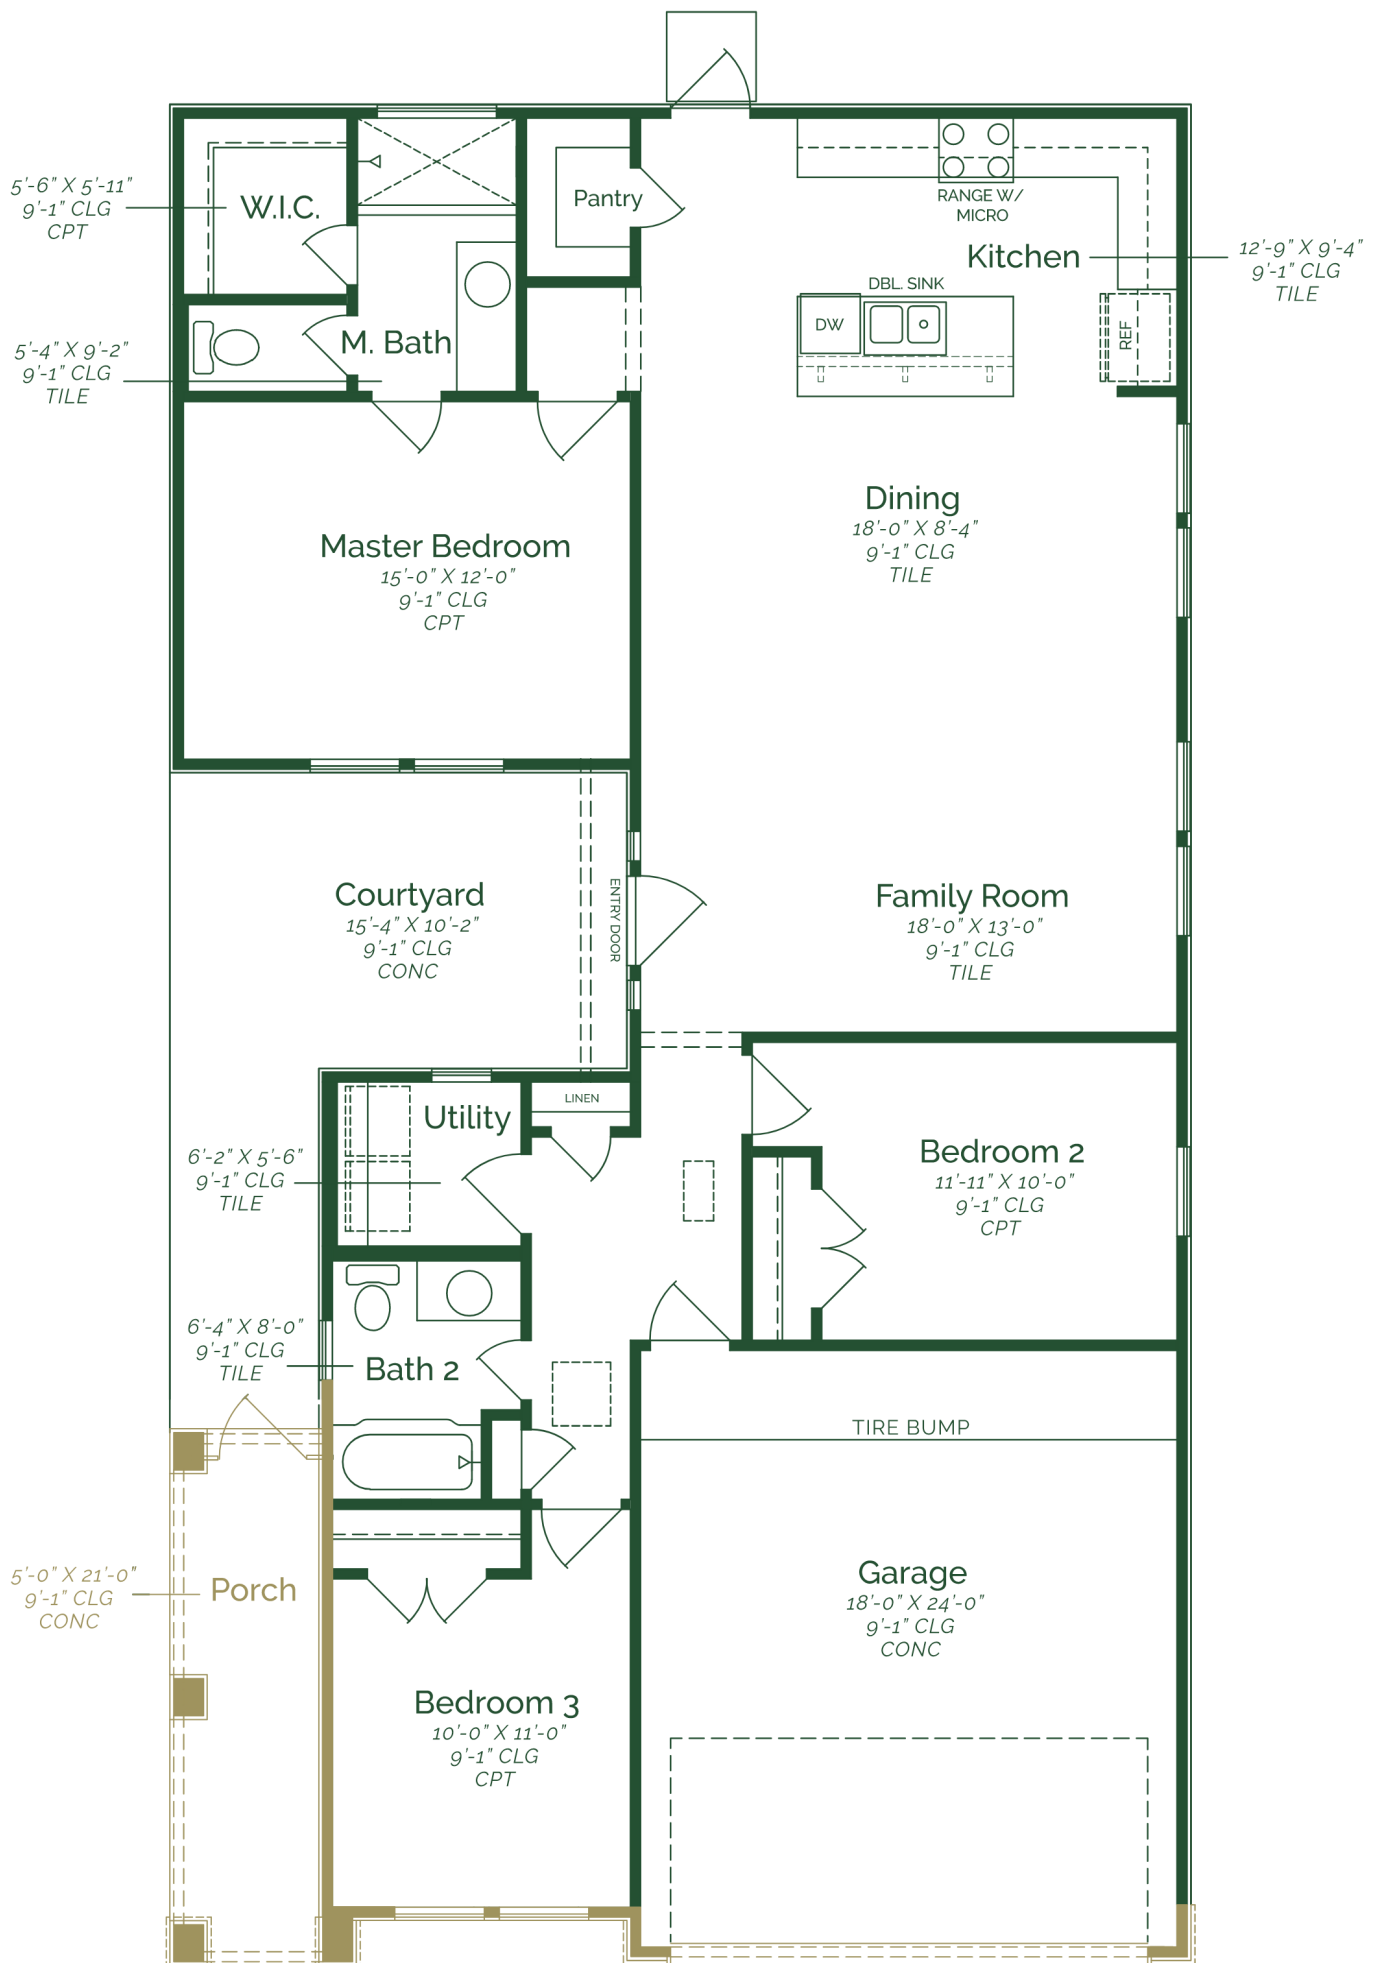 W.I.C.
5'-6" X 5'-11"
9'-1" CLG
CPT
Pantry
RANGE W/
MICRO
Kitchen
12'-9" X 9'-4"
9'-1" CLG
TILE
DBL. SINK
DW
REF
M. Bath
5'-4" X 9'-2"
9'-1" CLG
TILE
Dining
18'-0" X 8'-4"
9'-1" CLG
TILE
Master Bedroom
15'-0" X 12'-0"
9'-1" CLG
CPT
Courtyard
15'-4" X 10'-2"
9'-1" CLG
CONC
ENTRY DOOR
Family Room
18'-0" X 13'-0"
9'-1" CLG
TILE
Utility
LINEN
6'-2" X 5'-6"
9'-1" CLG
TILE
Bedroom 2
11'-11" X 10'-0"
9'-1" CLG
CPT
6'-4" X 8'-0"
9'-1" CLG
TILE
Bath 2
TIRE BUMP
Porch
5'-0" X 21'-0"
9'-1" CLG
CONC
Garage
18'-0" X 24'-0"
9'-1" CLG
CONC
Bedroom 3
10'-0" X 11'-0"
9'-1" CLG
CPT